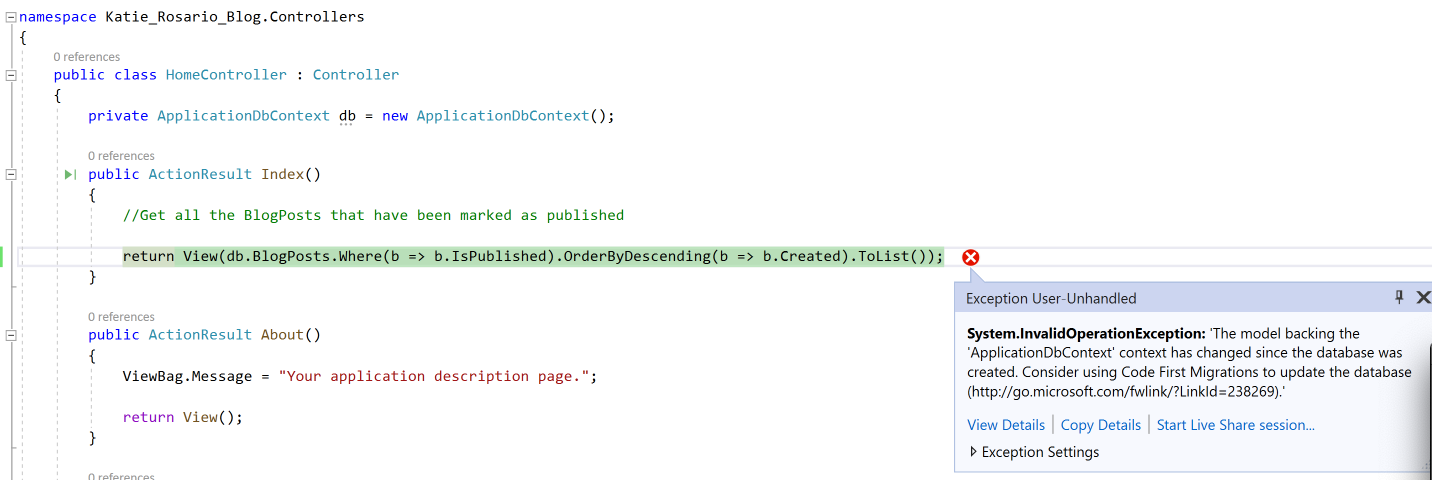 namespace Katie_Rosario_Blog.Controllers
{
0 references
public class HomeController : Controller
{
private ApplicationDbContext db = new ApplicationDbContext();
0 references
public ActionResult Index()
{
//Get all the BlogPosts that have been marked as published
return View(db.BlogPosts.Where(b => b.IsPublished).OrderByDescending(b => b.Created).ToList());
}
Exception User-Unhandled
System.InvalidOperationException: 'The model backing the
'ApplicationDbContext' context has changed since the database was
created. Consider using Code First Migrations to update the database
(http://go.microsoft.com/fwlink/?LinkId=238269).'
View Details | Copy Details | Start Live Share session...
Exception Settings
0 references
public ActionResult About()
{
ViewBag.Message = "Your application description page.";
return View();
}
0 references